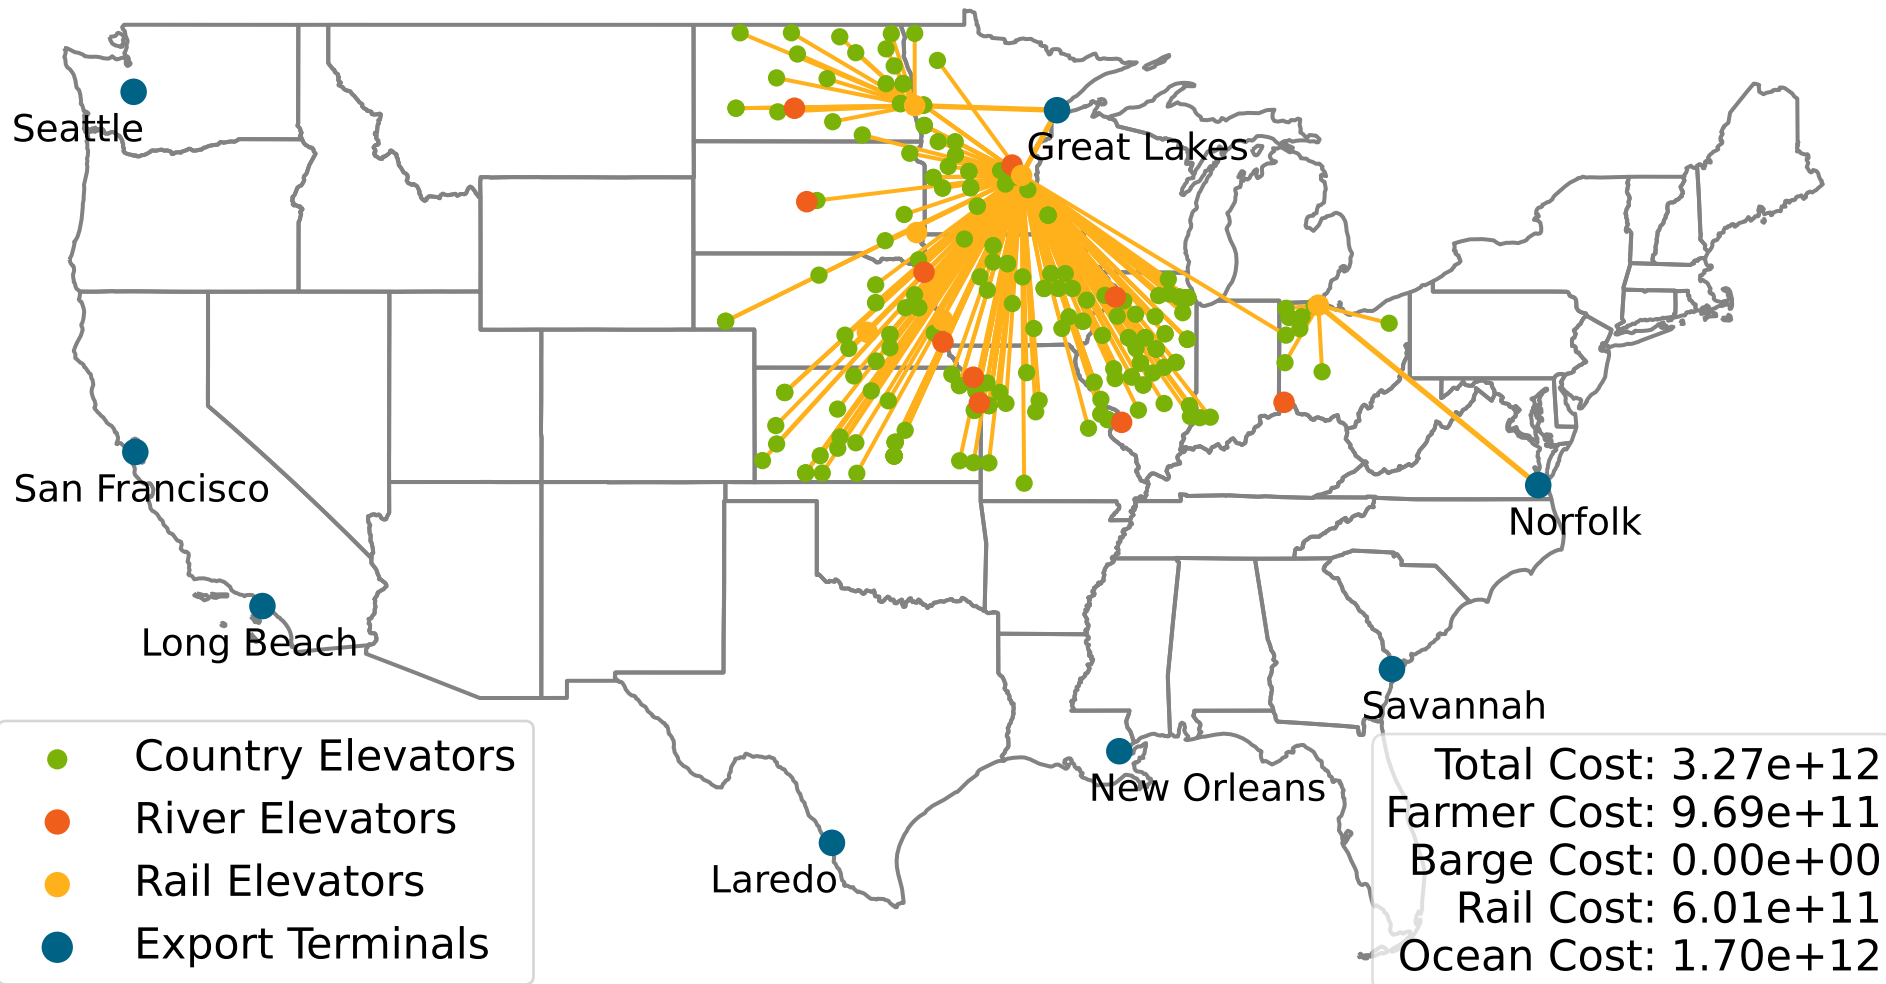 Seattle
Great Lakes
San Francisco
Norfolk
Long Beach
Savannah
New Orleans
Laredo
Country Elevators
River Elevators
Rail Elevators
Export Terminals
Total Cost: 3.27e+12
Farmer Cost: 9.69e+11
Barge Cost: 0.00e+00
Rail Cost: 6.01e+11
Ocean Cost: 1.70e+12